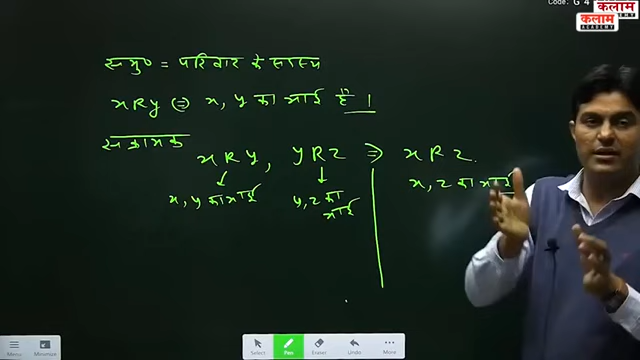 Code: G 4
कलाम
ACADEMY
कलाम
ACADEMY
समु० = परिवार के सदस्य
xRy ⇔ x, y का भाई है ।
संक्रामक
xRy, yRz ⇒ xRz.
x, y का भाई
y, z का भाई
x, z का भाई
Menu
Minimize
Select
Pen
Eraser
Undo
More